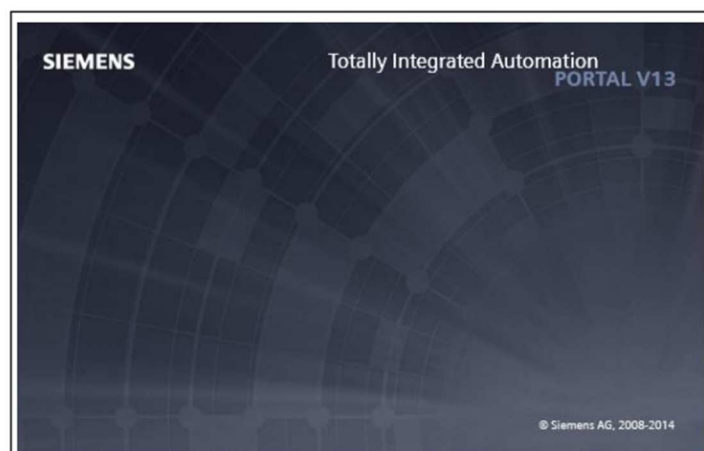 SIEMENS
Totally Integrated Automation
PORTAL V13
© Siemens AG, 2008-2014